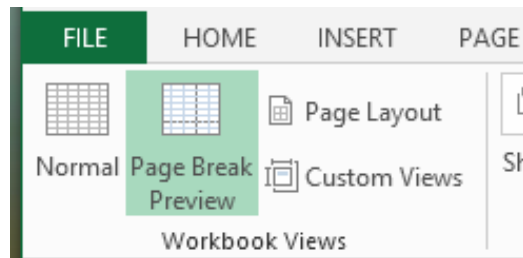 FILE HOME INSERT PAGE
Normal
Page Break
Preview
Page Layout
Custom Views
Workbook Views